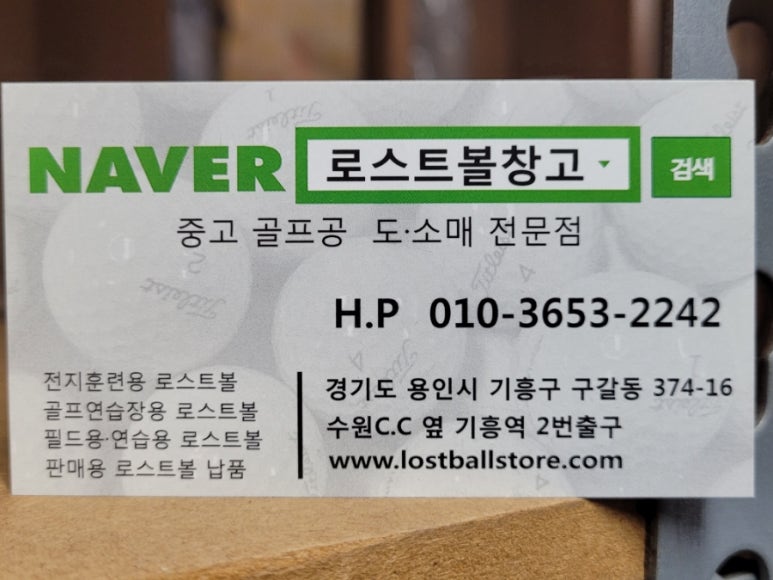 NAVER 로스트볼창고 검색
중고 골프공 도·소매 전문점
H.P 010-3653-2242
전지훈련용 로스트볼
골프연습장용 로스트볼
필드용·연습용 로스트볼
판매용 로스트볼 납품
경기도 용인시 기흥구 구갈동 374-16
수원C.C 옆 기흥역 2번출구
www.lostballstore.com
Titleist
2
Titleist
4